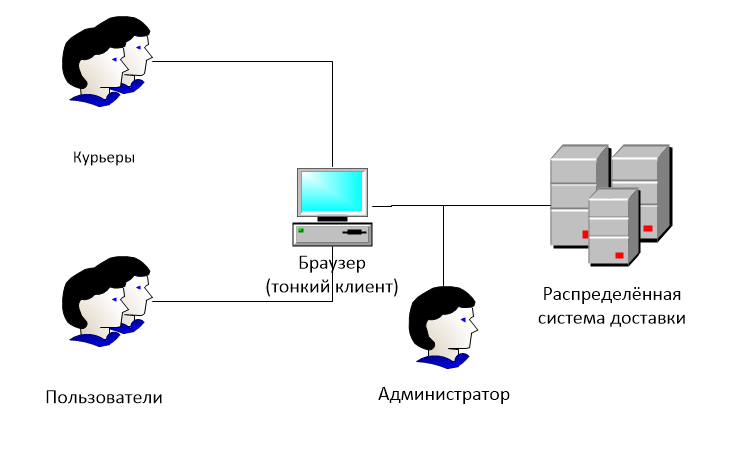 Курьеры
Браузер
(тонкий клиент)
Распределённая
система доставки
Пользователи
Администратор